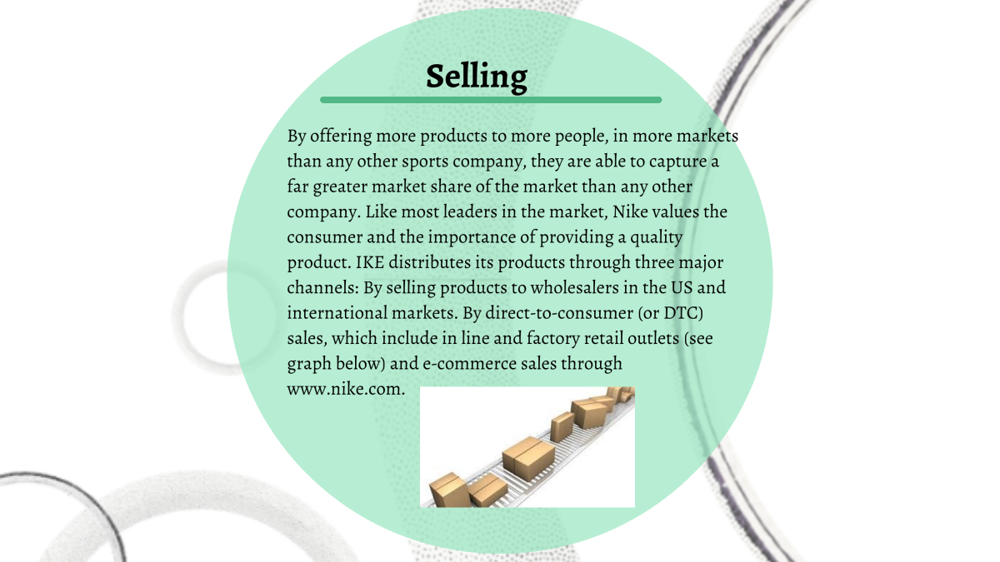 Selling
By offering more products to more people, in more markets
than any other sports company, they are able to capture a
far greater market share of the market than any other
company. Like most leaders in the market, Nike values the
consumer and the importance of providing a quality
product. IKE distributes its products through three major
channels: By selling products to wholesalers in the US and
international markets. By direct-to-consumer (or DTC)
sales, which include in line and factory retail outlets (see
graph below) and e-commerce sales through
www.nike.com.